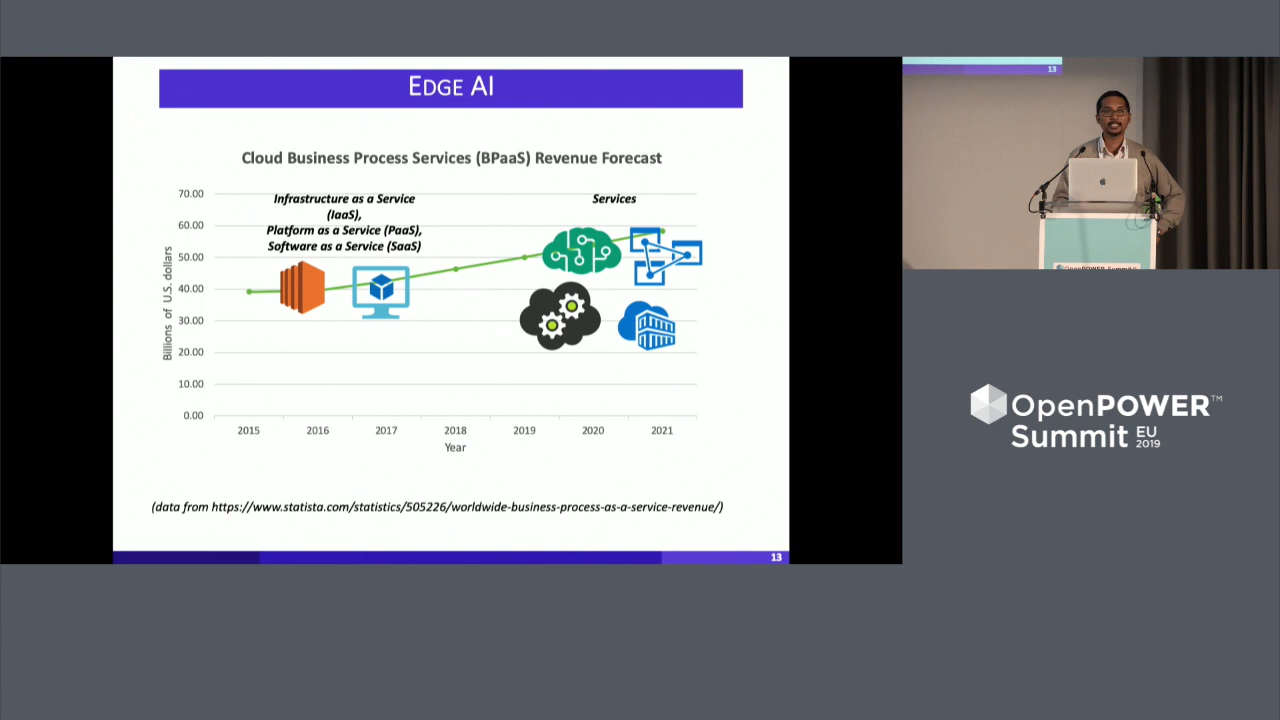 EDGE AI
Cloud Business Process Services (BPaaS) Revenue Forecast
70.00
60.00
50.00
40.00
30.00
20.00
10.00
0.00
Billions of U.S. dollars
Infrastructure as a Service
(IaaS),
Platform as a Service (PaaS),
Software as a Service (SaaS)
Services
2015 2016 2017 2018 2019 2020 2021
Year
(data from https://www.statista.com/statistics/505226/worldwide-business-process-as-a-service-revenue/)
13
13
OpenPOWER Summit
OpenPOWER™
Summit EU
2019